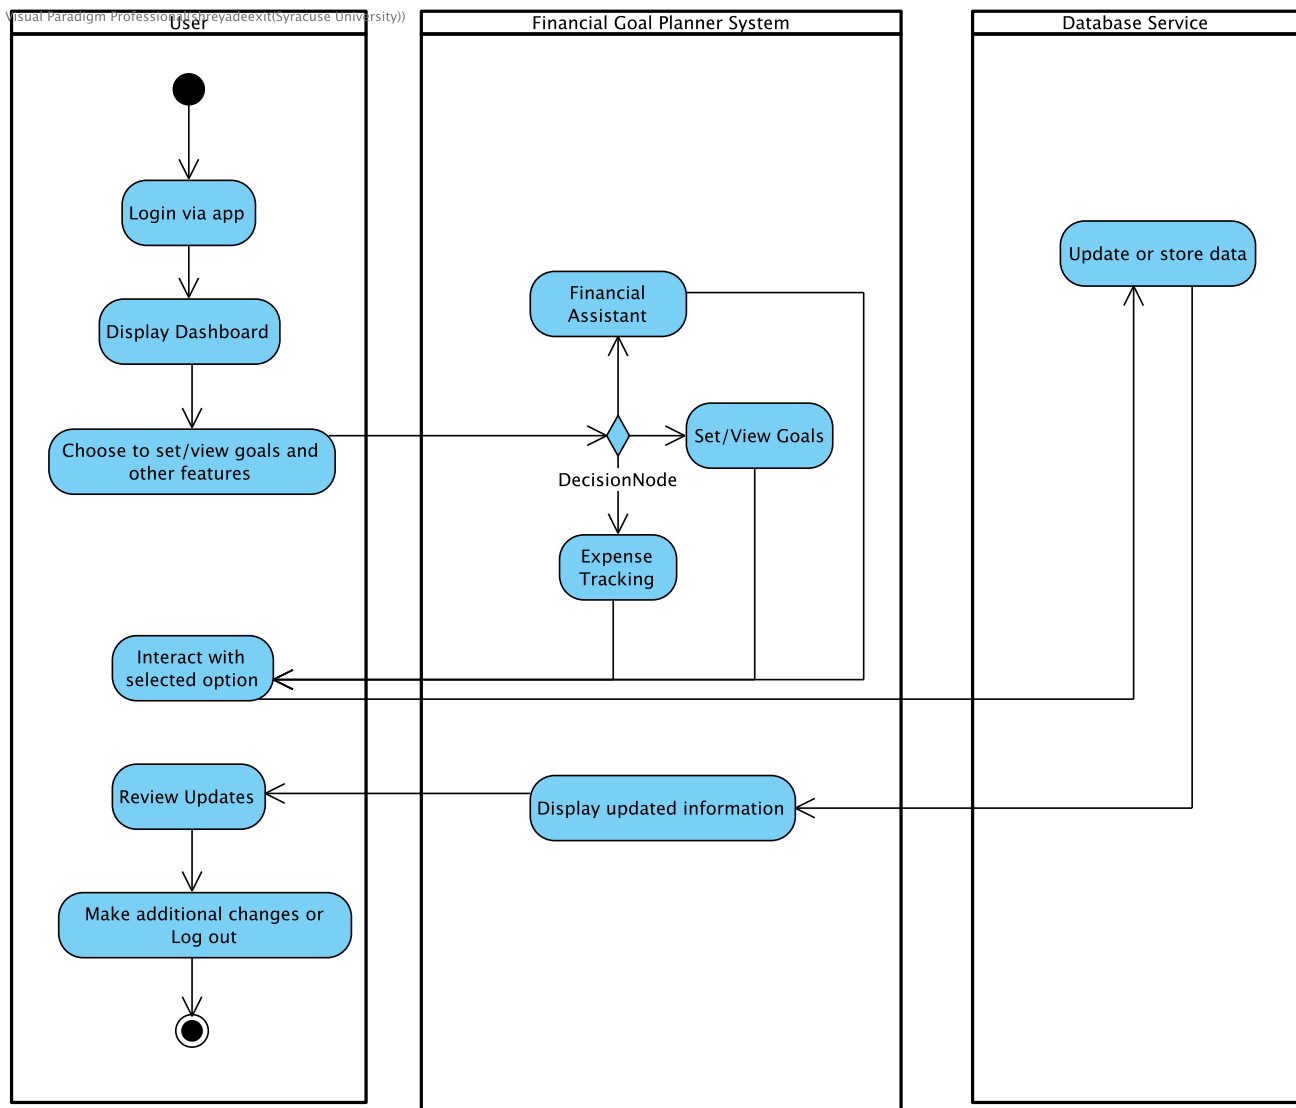 Visual Paradigm Professional(shreyadeexit(Syracuse University))
User
Financial Goal Planner System
Database Service
Login via app
Update or store data
Financial
Assistant
Display Dashboard
Choose to set/view goals and
other features
Set/View Goals
DecisionNode
Expense
Tracking
Interact with
selected option
Review Updates
Display updated information
Make additional changes or
Log out